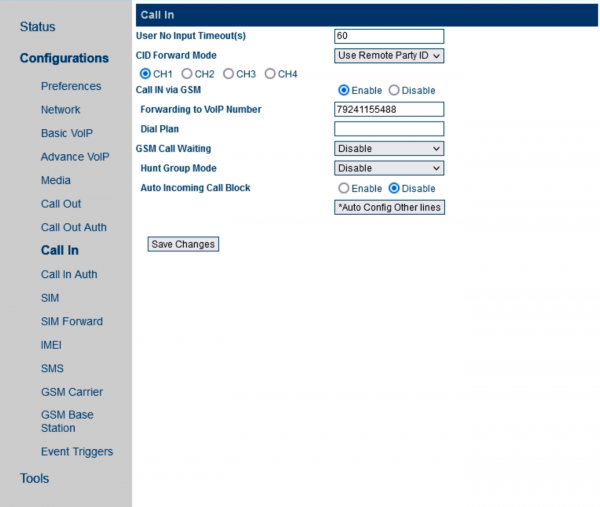 Status
Configurations
Preferences
Network
Basic VoIP
Advance VoIP
Media
Call Out
Call Out Auth
Call In
Call In Auth
SIM
SIM Forward
IMEI
SMS
GSM Carrier
GSM Base
Station
Event Triggers
Tools
Call In
User No Input Timeout(s) 60
CID Forward Mode Use Remote Party ID
CH1 CH2 CH3 CH4
Call IN via GSM Enable Disable
Forwarding to VoIP Number 79241155488
Dial Plan
GSM Call Waiting Disable
Hunt Group Mode Disable
Auto Incoming Call Block Enable Disable
*Auto Config Other lines
Save Changes